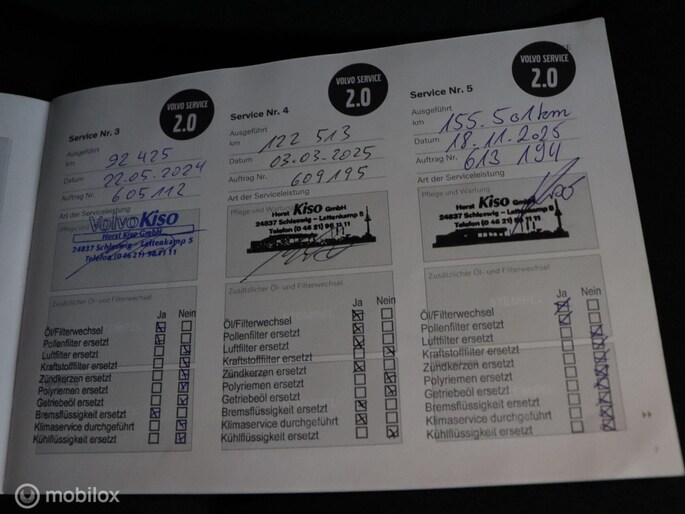 Service Nr. 3
VOLVO SERVICE
2.0
Ausgeführt
km 92 425
Datum 22.05.2024
Auftrag Nr. 605112
Art der Serviceleistung
Volvo Kiso
Horst Kiso GmbH
24837 Schleswig – Lattenkamp 5
Telefon (0 46 21) 98 11 11
Zusätzlicher Öl- und Filterwechsel
Ja Nein
Öl/Filterwechsel
Pollenfilter ersetzt
Luftfilter ersetzt
Kraftstofffilter ersetzt
Zündkerzen ersetzt
Polyriemen ersetzt
Getriebeöl ersetzt
Bremsflüssigkeit ersetzt
Klimaservice durchgeführt
Kühlflüssigkeit ersetzt
Service Nr. 4
VOLVO SERVICE
2.0
Ausgeführt
km 122 513
Datum 03.03-2025
Auftrag Nr. 609195
Art der Serviceleistung
Pflege und Wartung
Horst Kiso GmbH
24837 Schleswig – Lattenkamp 5
Telefon (0 46 21) 98 11 11
Zusätzlicher Öl- und Filterwechsel
Ja Nein
Öl/Filterwechsel
Pollenfilter ersetzt
Luftfilter ersetzt
Kraftstofffilter ersetzt
Zündkerzen ersetzt
Polyriemen ersetzt
Getriebeöl ersetzt
Bremsflüssigkeit ersetzt
Klimaservice durchgeführt
Kühlflüssigkeit ersetzt
Service Nr. 5
VOLVO SERVICE
2.0
Ausgeführt
km 155.501km
Datum 18.11.2025
Auftrag Nr. 613 194
Art der Serviceleistung
Pflege und Wartung
Horst Kiso GmbH
24837 Schleswig – Lattenkamp 5
Telefon (0 46 21) 98 11 11
Zusätzlicher Öl- und Filterwechsel
Ja Nein
Öl/Filterwechsel
Pollenfilter ersetzt
Luftfilter ersetzt
Kraftstofffilter ersetzt
Zündkerzen ersetzt
Polyriemen ersetzt
Getriebeöl ersetzt
Bremsflüssigkeit ersetzt
Klimaservice durchgeführt
Kühlflüssigkeit ersetzt
mobilox